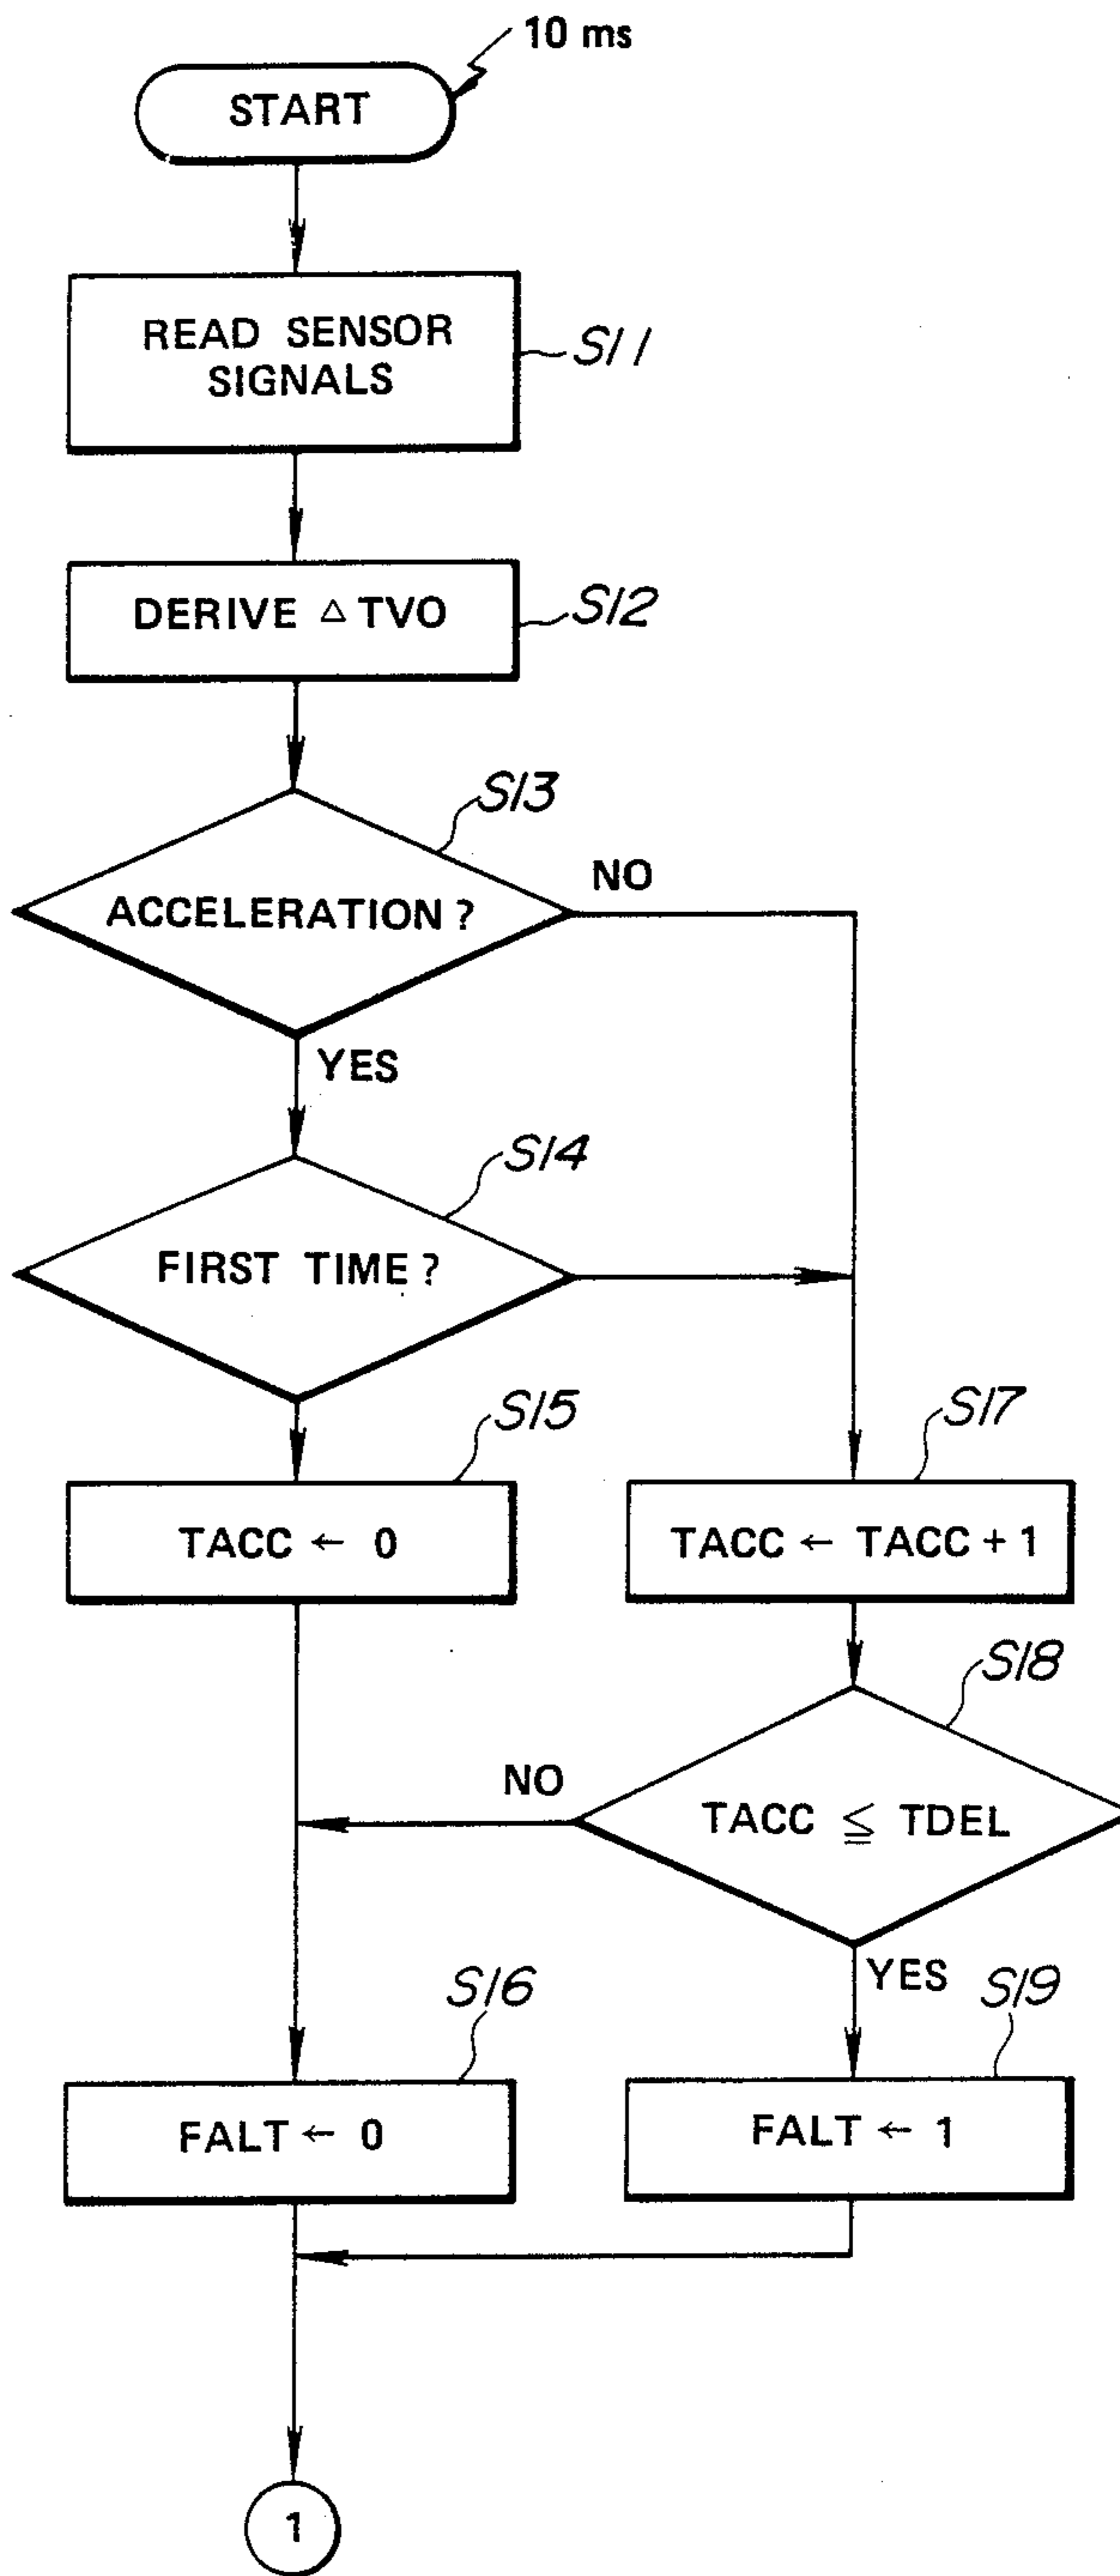 10 ms
START
READ SENSOR
SIGNALS
S11
DERIVE △ TVO
S12
S13
ACCELERATION ?
NO
YES
S14
FIRST TIME ?
S15
TACC ← 0
S17
TACC ← TACC + 1
S18
NO
TACC ≦ TDEL
YES
S16
FALT ← 0
S19
FALT ← 1
1